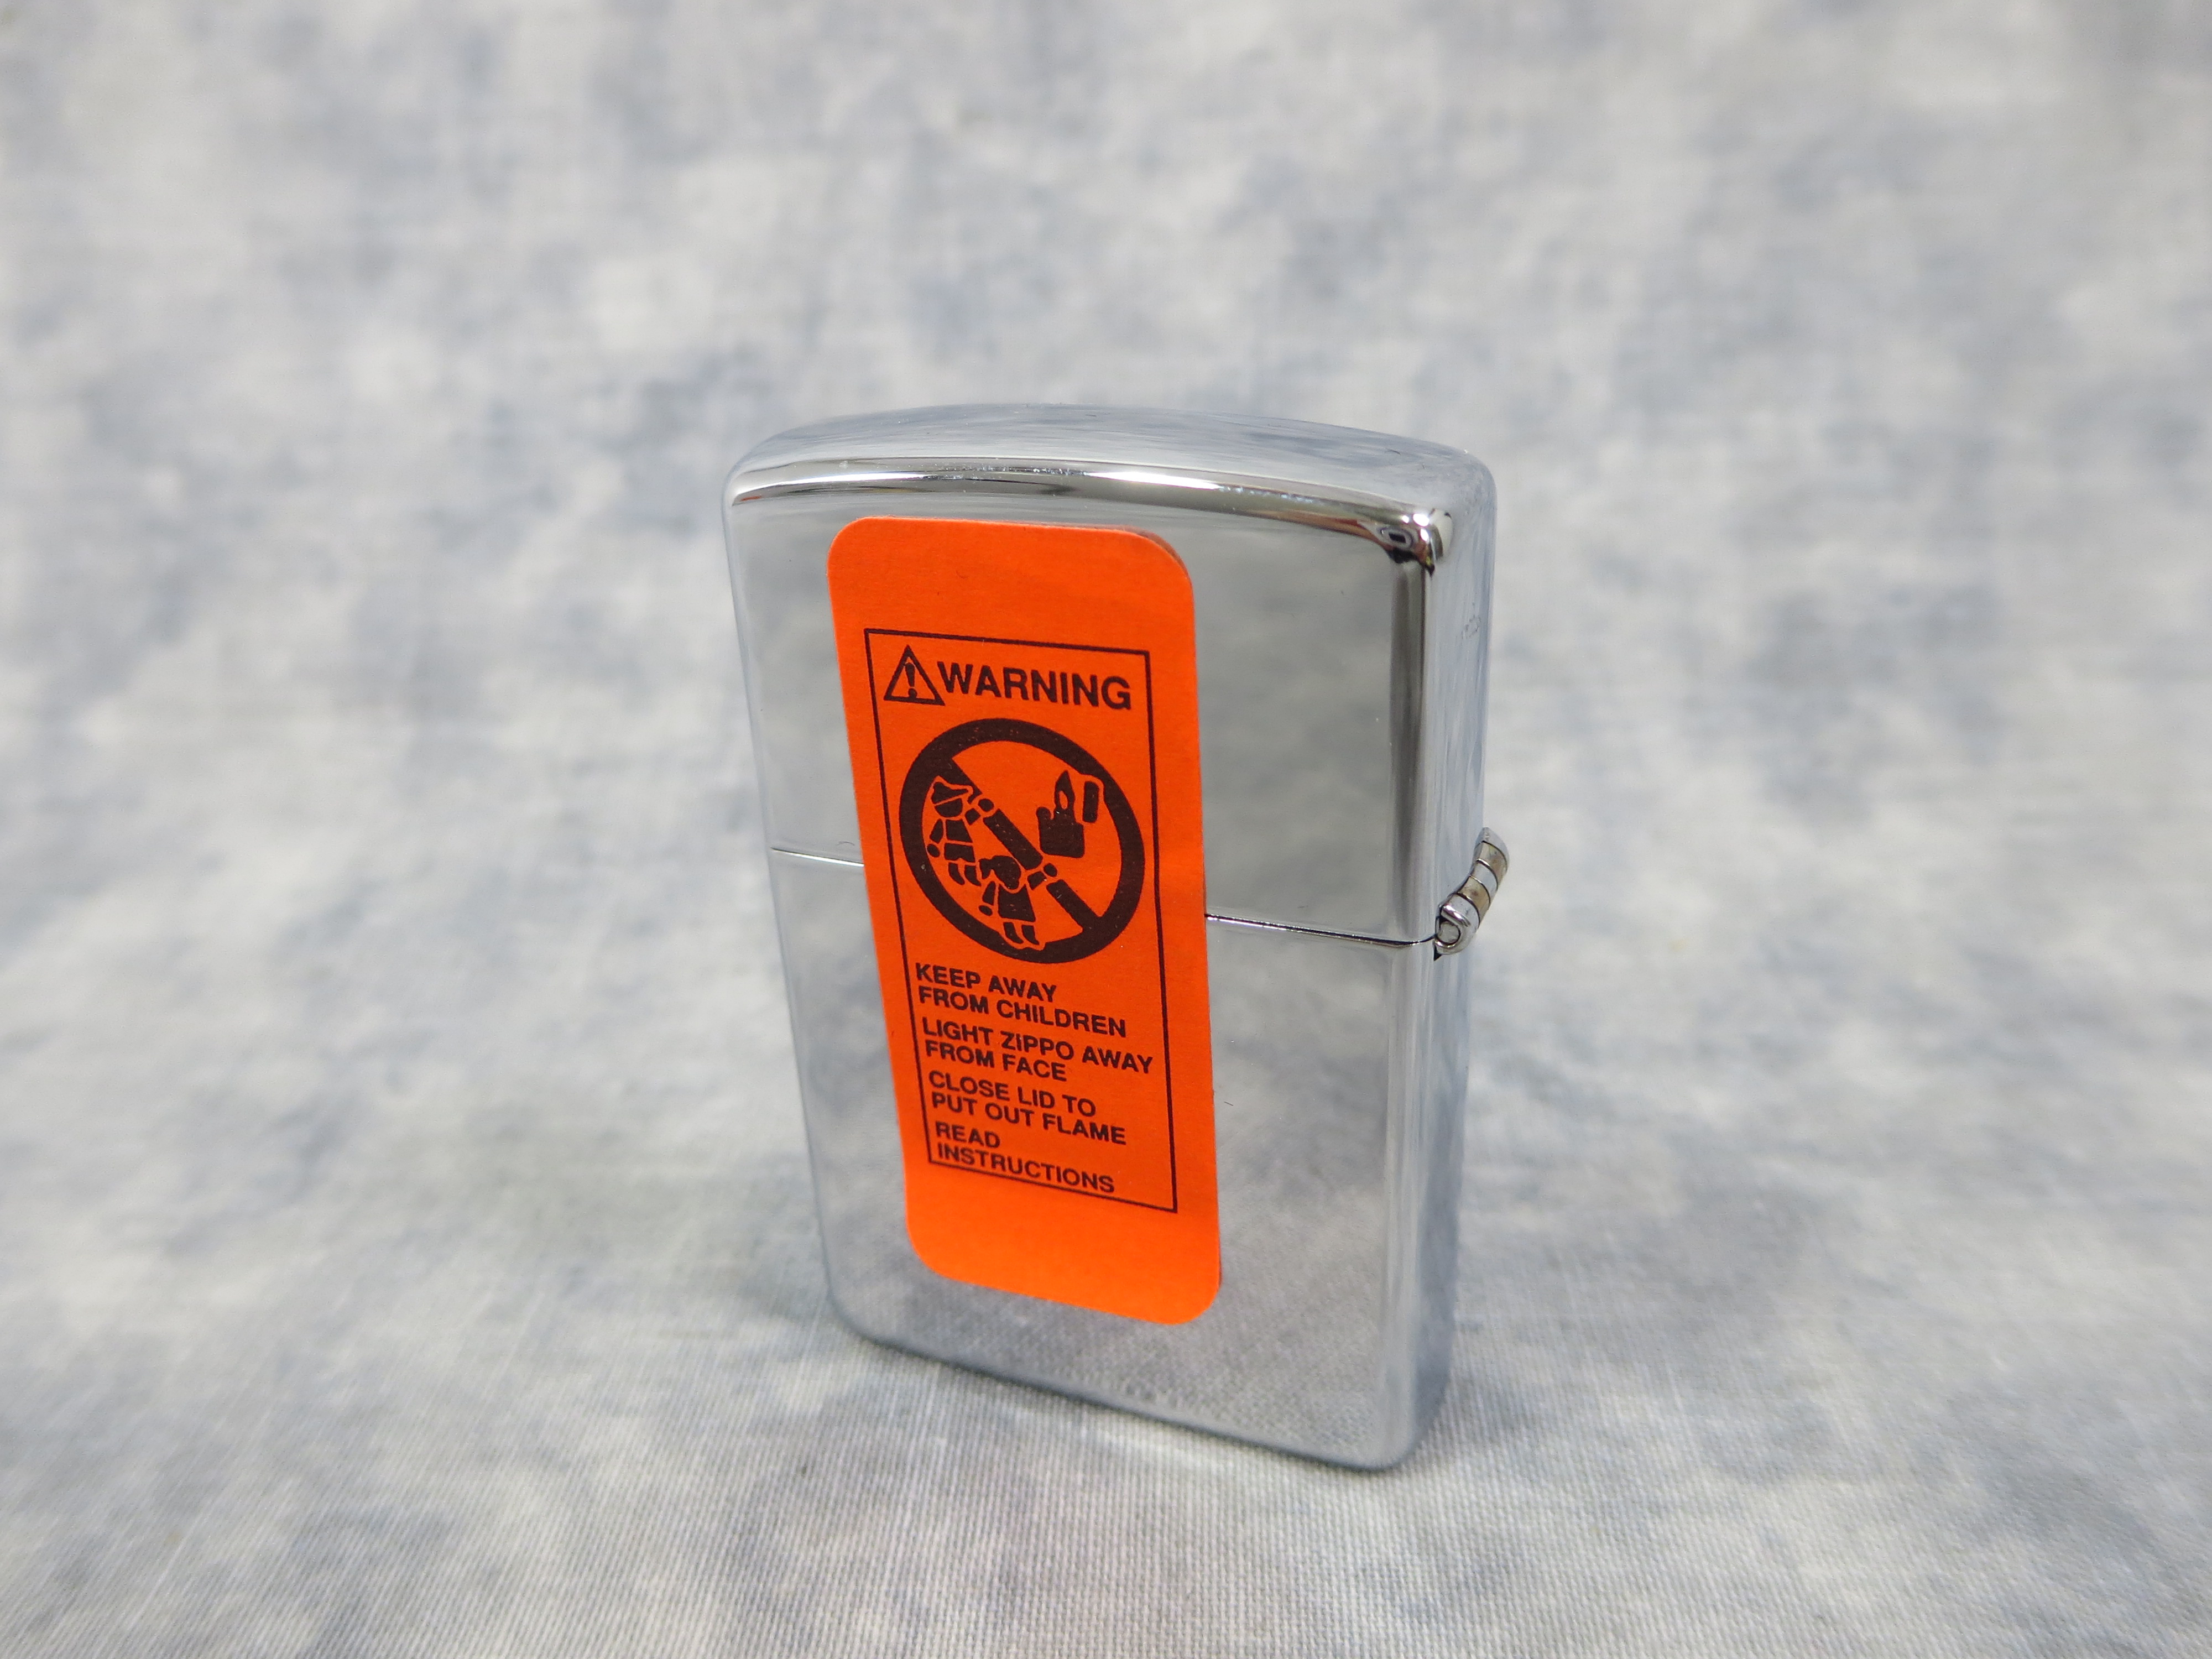 WARNING
KEEP AWAY
FROM CHILDREN
LIGHT ZIPPO AWAY
FROM FACE
CLOSE LID TO
PUT OUT FLAME
READ
INSTRUCTIONS